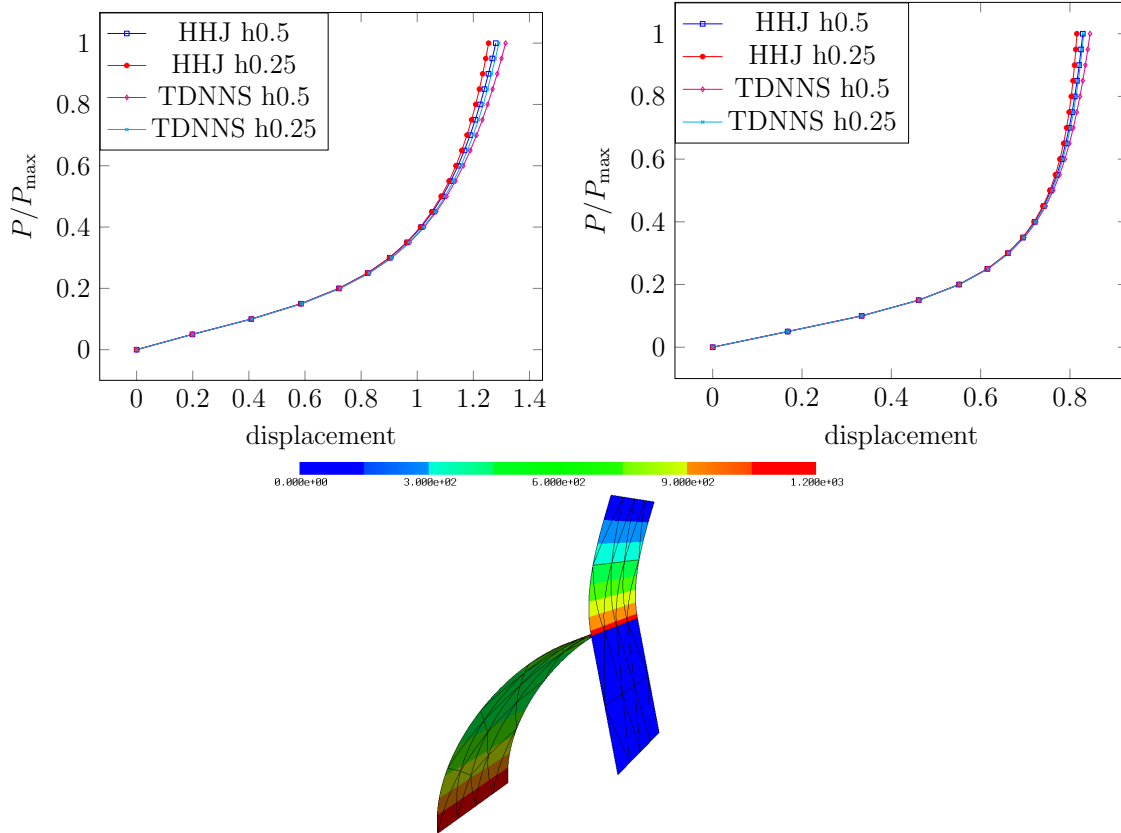 HHJ h0.5
HHJ h0.25
TDNNS h0.5
TDNNS h0.25
1
0.8
0.6
0.4
0.2
0
P/P_max
0 0.2 0.4 0.6 0.8 1 1.2 1.4
displacement
HHJ h0.5
HHJ h0.25
TDNNS h0.5
TDNNS h0.25
1
0.8
0.6
0.4
0.2
0
P/P_max
0 0.2 0.4 0.6 0.8
displacement
0.000e+00 3.000e+02 6.000e+02 9.000e+02 1.200e+03